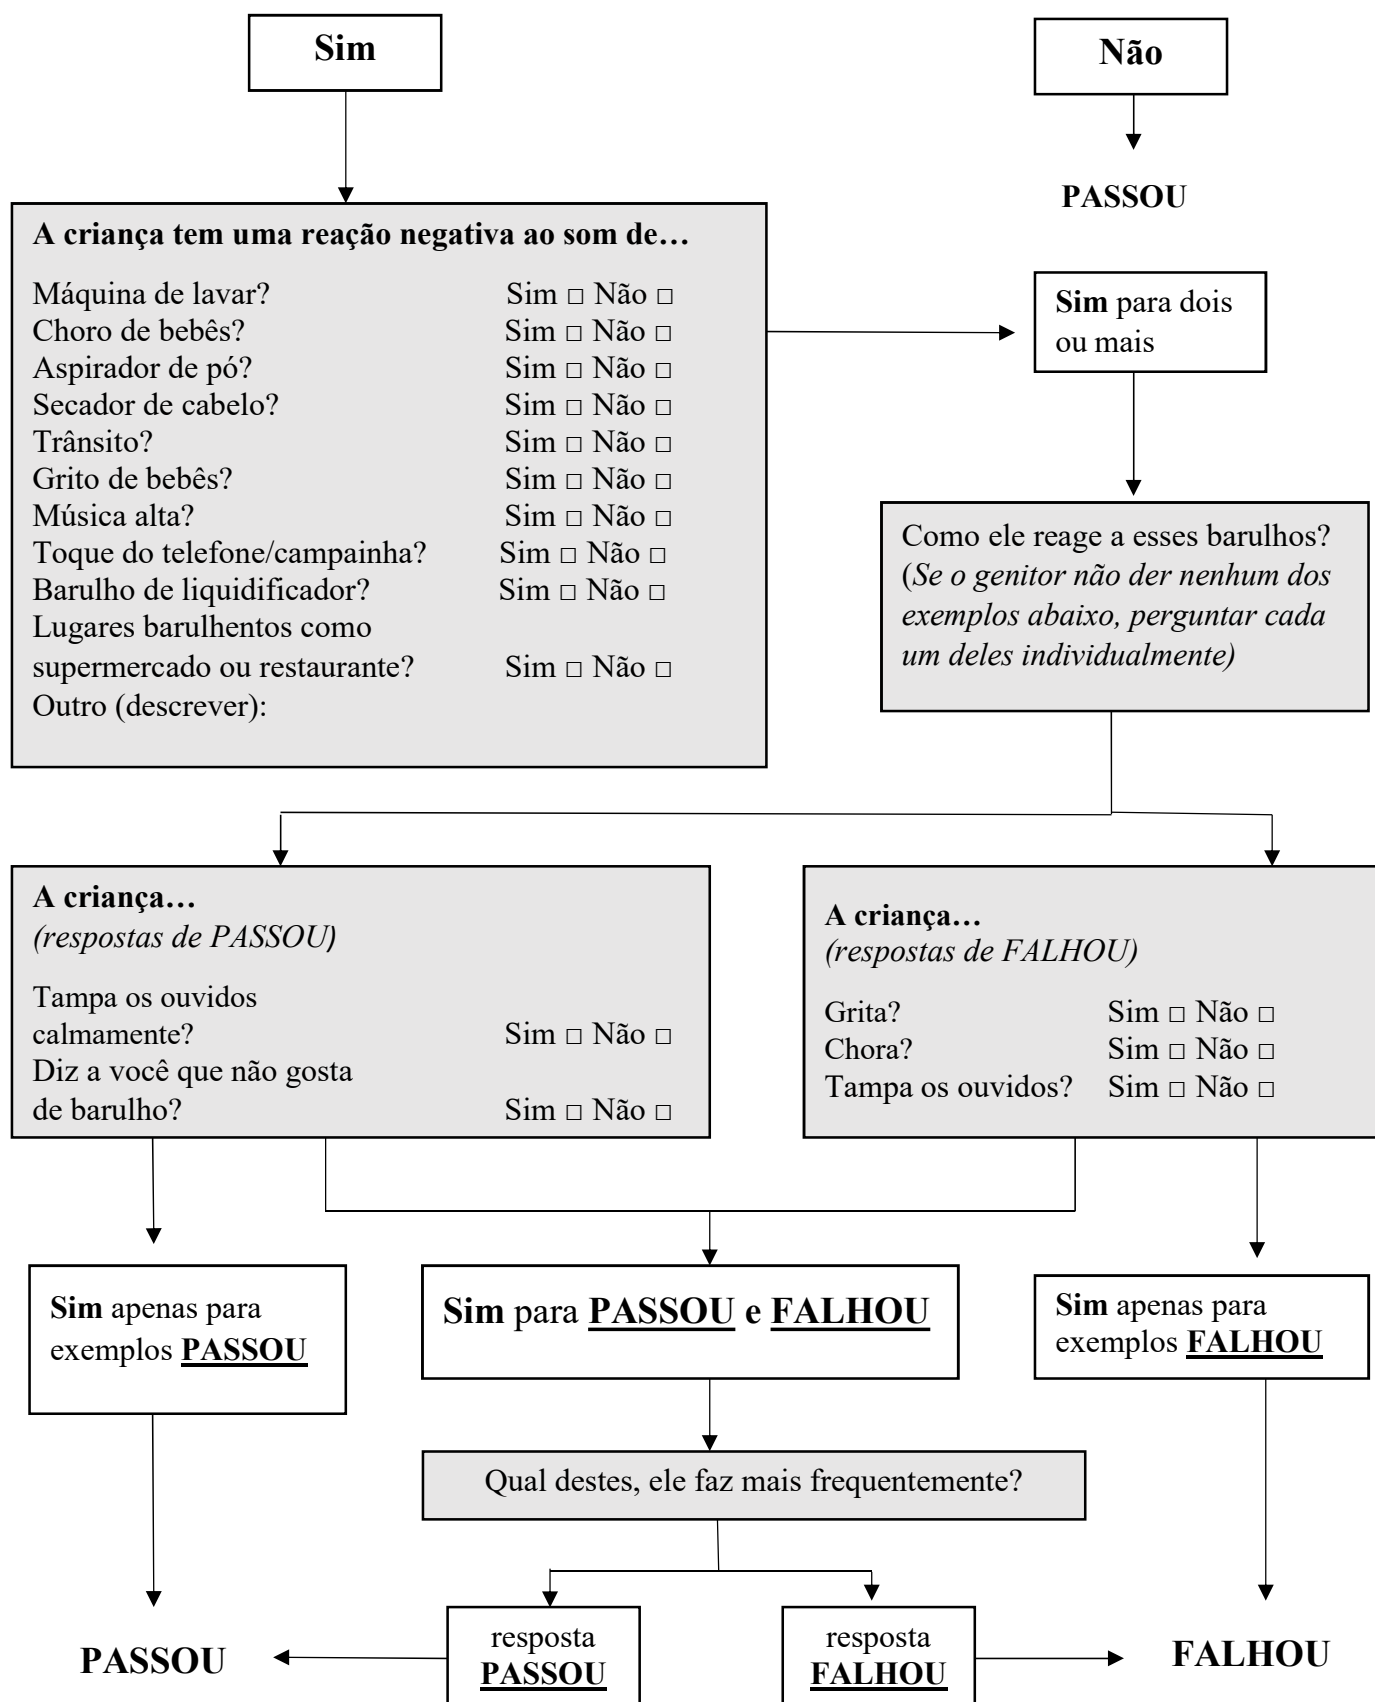 Sim
Não
PASSOU
A criança tem uma reação negativa ao som de…
Máquina de lavar? Sim □ Não □
Choro de bebês? Sim □ Não □
Aspirador de pó? Sim □ Não □
Secador de cabelo? Sim □ Não □
Trânsito? Sim □ Não □
Grito de bebês? Sim □ Não □
Música alta? Sim □ Não □
Toque do telefone/campainha? Sim □ Não □
Barulho de liquidificador? Sim □ Não □
Lugares barulhentos como
supermercado ou restaurante? Sim □ Não □
Outro (descrever):
Sim para dois
ou mais
Como ele reage a esses barulhos?
(Se o genitor não der nenhum dos
exemplos abaixo, perguntar cada
um deles individualmente)
A criança…
(respostas de PASSOU)
Tampa os ouvidos
calmamente? Sim □ Não □
Diz a você que não gosta
de barulho? Sim □ Não □
A criança…
(respostas de FALHOU)
Grita? Sim □ Não □
Chora? Sim □ Não □
Tampa os ouvidos? Sim □ Não □
Sim apenas para
exemplos PASSOU
Sim para PASSOU e FALHOU
Sim apenas para
exemplos FALHOU
Qual destes, ele faz mais frequentemente?
PASSOU
resposta
PASSOU
resposta
FALHOU
FALHOU